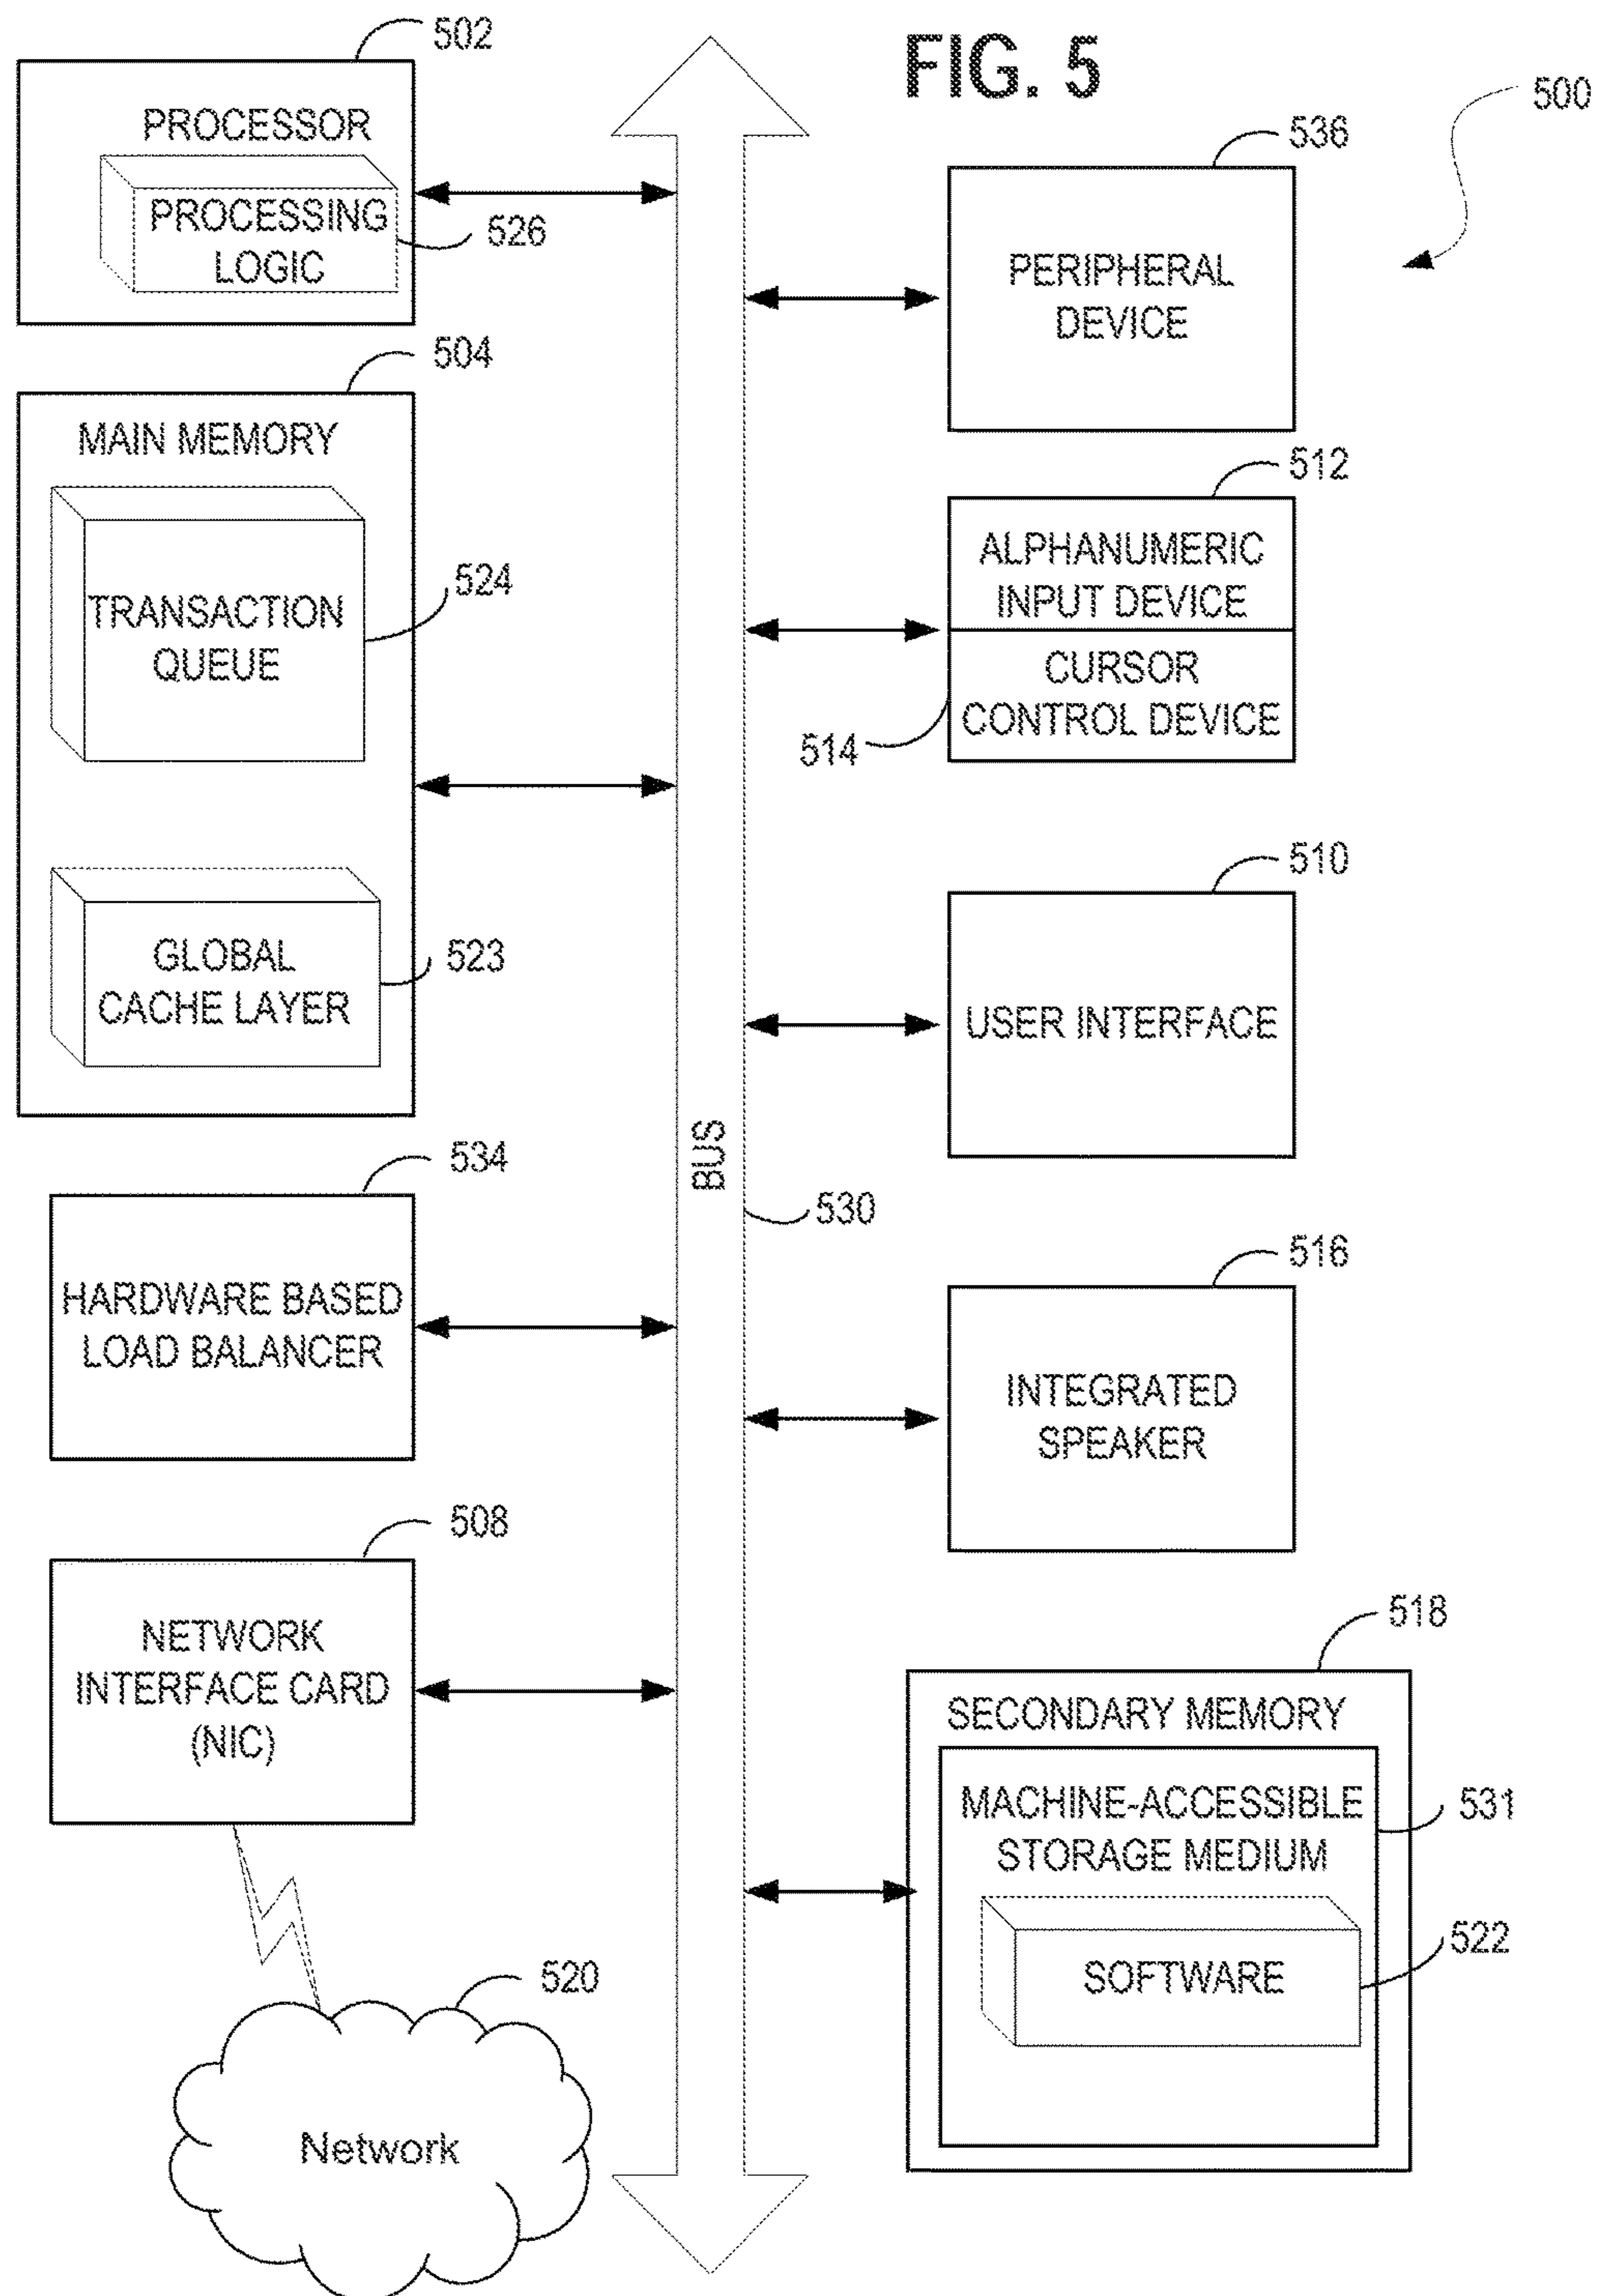 FIG. 5
500
502
PROCESSOR
PROCESSING
LOGIC
526
504
MAIN MEMORY
TRANSACTION
QUEUE
524
GLOBAL
CACHE LAYER
523
534
HARDWARE BASED
LOAD BALANCER
508
NETWORK
INTERFACE CARD
(NIC)
520
Network
BUS
530
536
PERIPHERAL
DEVICE
512
ALPHANUMERIC
INPUT DEVICE
CURSOR
CONTROL DEVICE
514
510
USER INTERFACE
516
INTEGRATED
SPEAKER
518
SECONDARY MEMORY
MACHINE-ACCESSIBLE
STORAGE MEDIUM
531
SOFTWARE
522